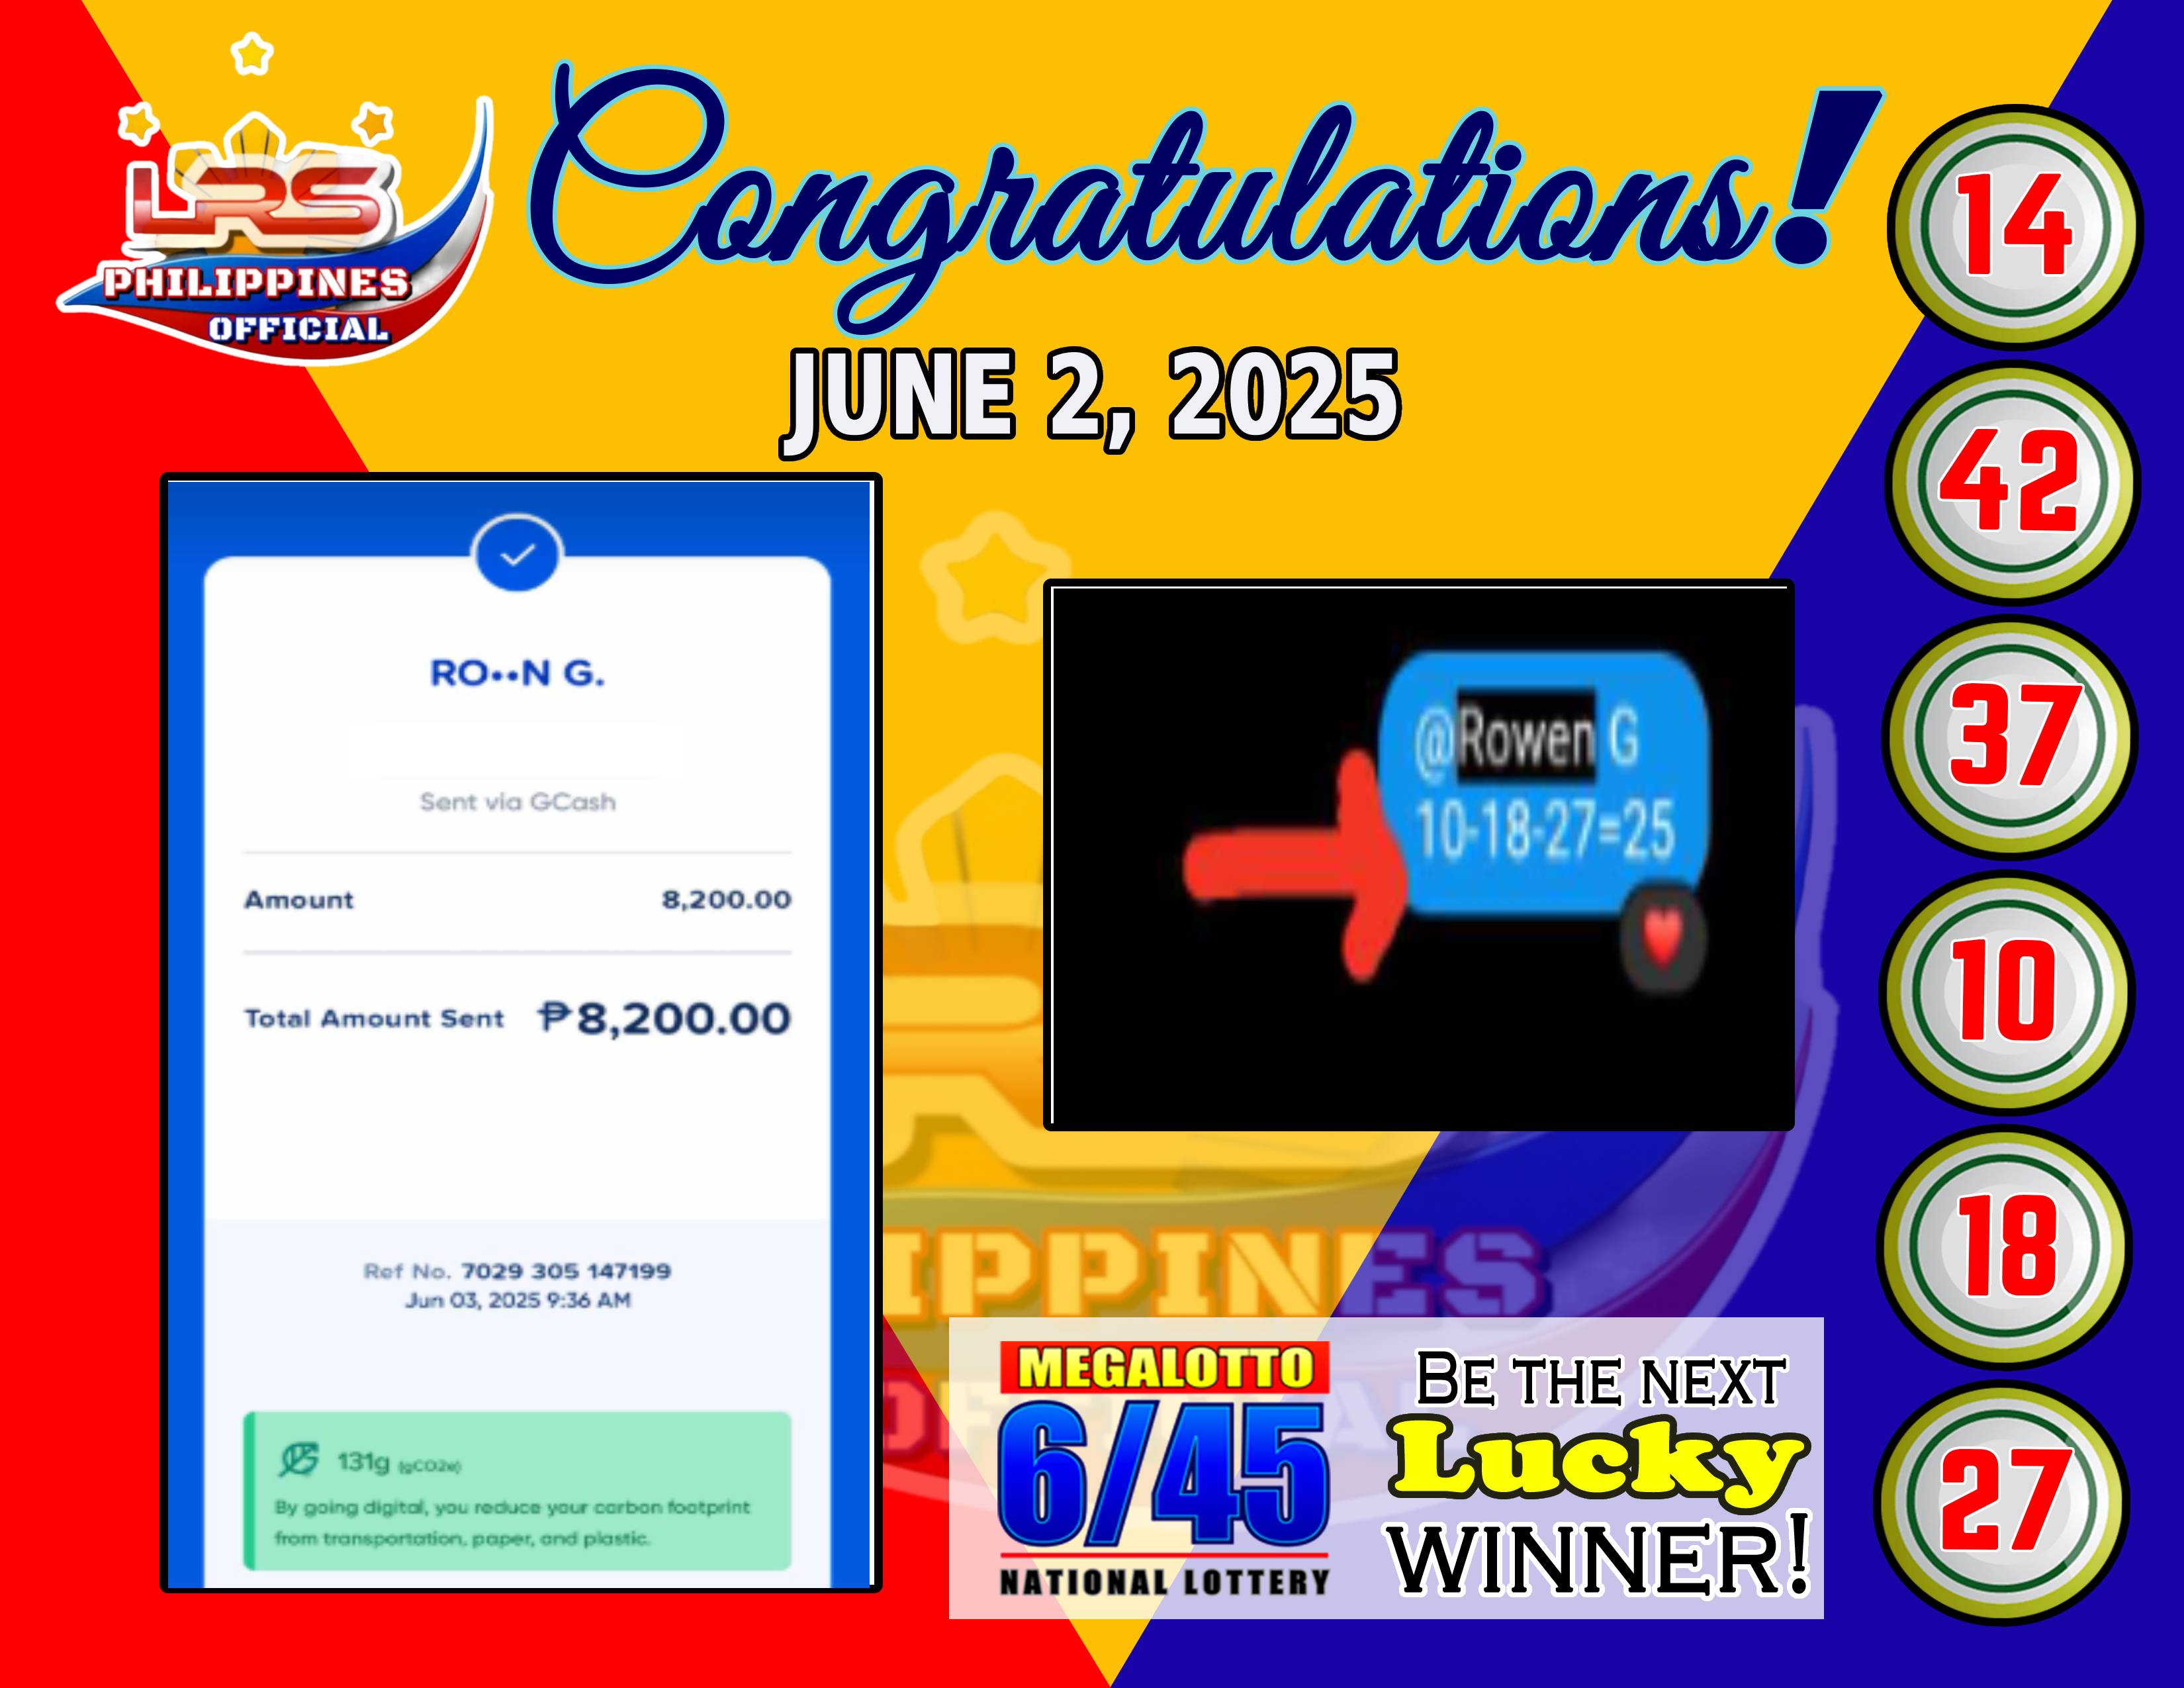 LRS
PHILIPPINES
OFFICIAL
Congratulations!
JUNE 2, 2025
RO••N G.
Sent via GCash
Amount 8,200.00
Total Amount Sent ₱8,200.00
Ref No. 7029 305 147199
Jun 03, 2025 9:36 AM
131g (gCO2e)
By going digital, you reduce your carbon footprint
from transportation, paper, and plastic.
@Rowen G
10-18-27=25
IPPINES
MEGALOTTO
6/45
NATIONAL LOTTERY
BE THE NEXT
Lucky
WINNER!
14
42
37
10
18
27